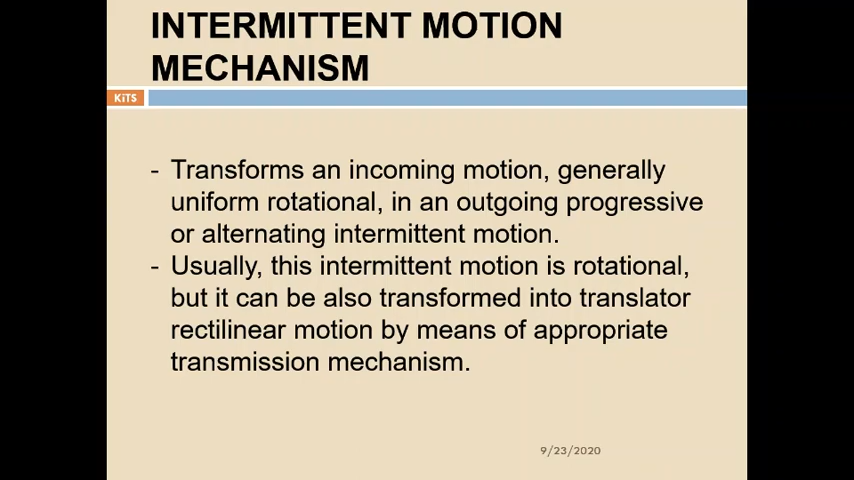 INTERMITTENT MOTION
MECHANISM
KiTS
- Transforms an incoming motion, generally
uniform rotational, in an outgoing progressive
or alternating intermittent motion.
- Usually, this intermittent motion is rotational,
but it can be also transformed into translator
rectilinear motion by means of appropriate
transmission mechanism.
9/23/2020